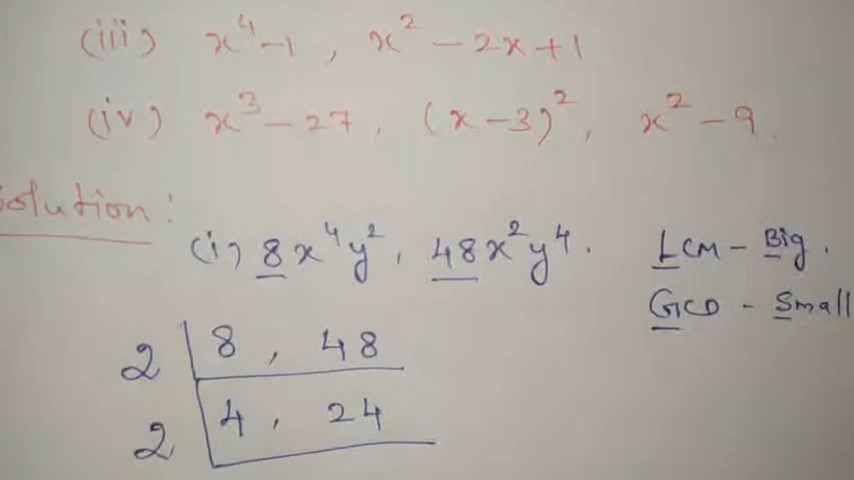 (iii) x⁴-1, x² - 2x + 1
(iv) x³ - 27, (x - 3)², x² - 9.
Solution:
(i) 8x⁴y², 48x²y⁴. LCM - Big.
GCD - Small
2 | 8, 48
2 | 4, 24